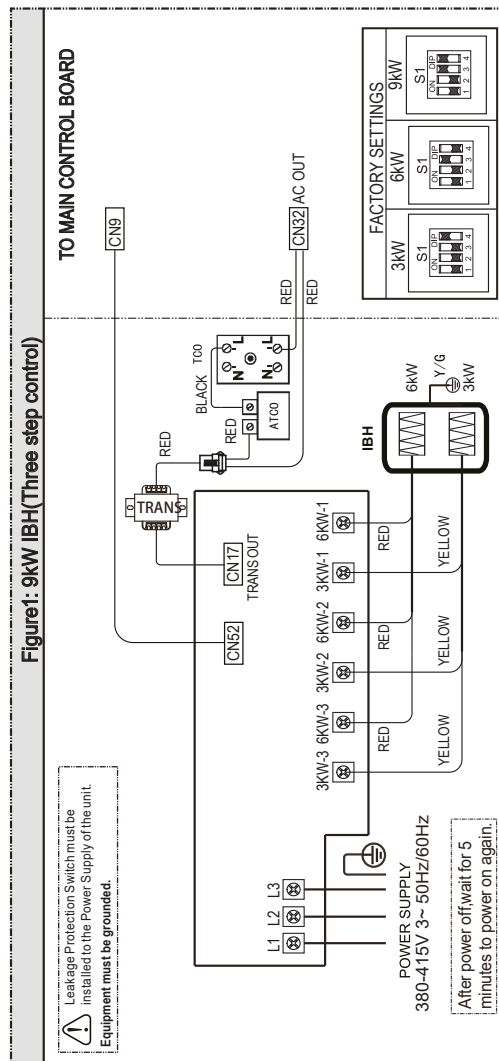 Figure1: 9kW IBH(Three step control)
Leakage Protection Switch must be
installed to the Power Supply of the unit.
Equipment must be grounded.
TO MAIN CONTROL BOARD
CN9
CN32 AC OUT
RED
RED
BLACK
TCO
N
L
N
L
RED
ATCO
RED
TRANS
CN17
TRANSOUT
CN52
L1
L2
L3
3KW-3
6KW-3
3KW-2
6KW-2
3KW-1
6KW-1
RED
RED
RED
YELLOW
YELLOW
YELLOW
IBH
6kW
Y/G
3kW
POWER SUPPLY
380-415V 3~ 50Hz/60Hz
After power off,wait for 5
minutes to power on again.
FACTORY SETTINGS
3kW
6kW
9kW
S1
ON DIP
1 2 3 4
S1
ON DIP
1 2 3 4
S1
ON DIP
1 2 3 4